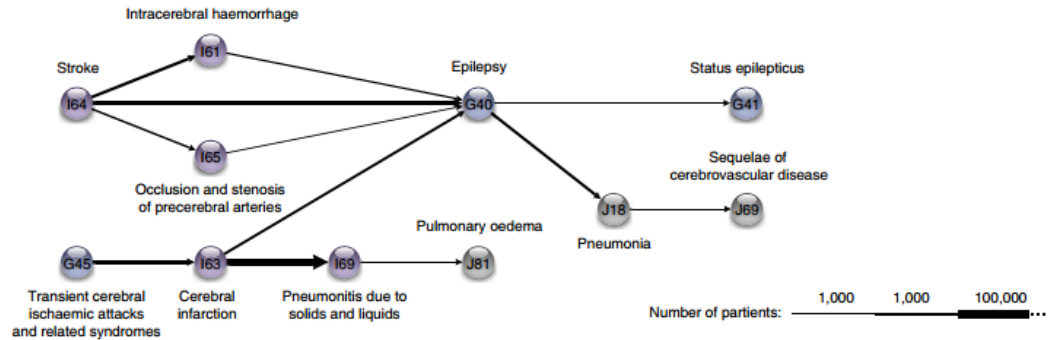 Intracerebral haemorrhage
I61
Stroke
Epilepsy
Status epilepticus
I64
G40
G41
I65
Occlusion and stenosis
of precerebral arteries
Sequelae of
cerebrovascular disease
J18
J69
Pneumonia
Pulmonary oedema
G45
I63
I69
J81
Transient cerebral
ischaemic attacks
and related syndromes
Cerebral
infarction
Pneumonitis due to
solids and liquids
1,000 1,000 100,000
Number of partients: